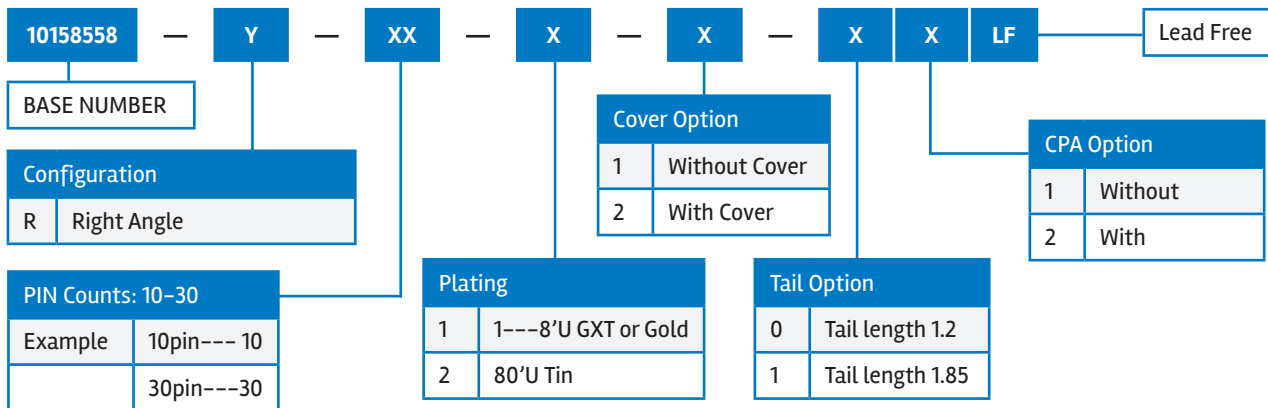 10158558 — Y — XX — X — X — X X LF Lead Free
BASE NUMBER
Configuration
R Right Angle
PIN Counts: 10-30
Example 10pin--- 10
30pin---30
Plating
1 1---8'U GXT or Gold
2 80'U Tin
Cover Option
1 Without Cover
2 With Cover
Tail Option
0 Tail length 1.2
1 Tail length 1.85
CPA Option
1 Without
2 With